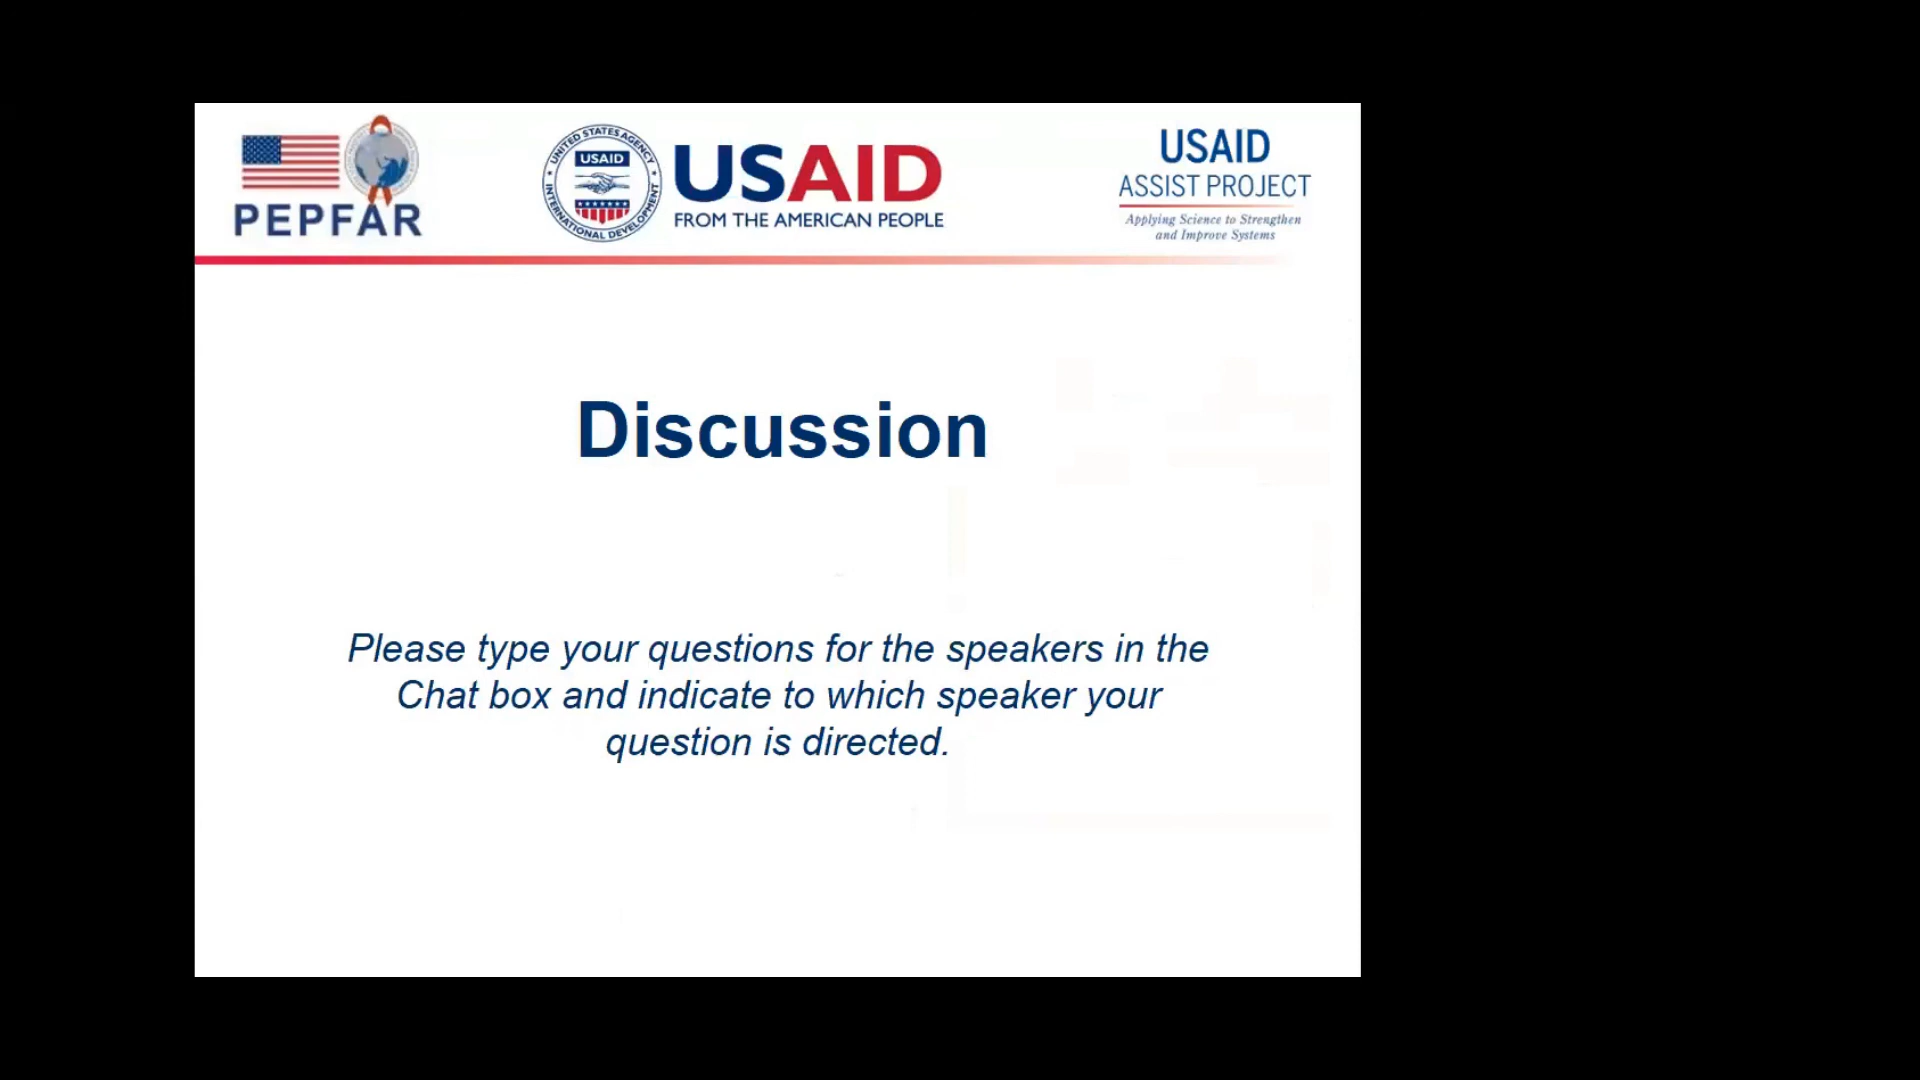 PEPFAR
UNITED STATES AGENCY
USAID
INTERNATIONAL DEVELOPMENT
USAID
FROM THE AMERICAN PEOPLE
USAID
ASSIST PROJECT
Applying Science to Strengthen
and Improve Systems
Discussion
Please type your questions for the speakers in the
Chat box and indicate to which speaker your
question is directed.